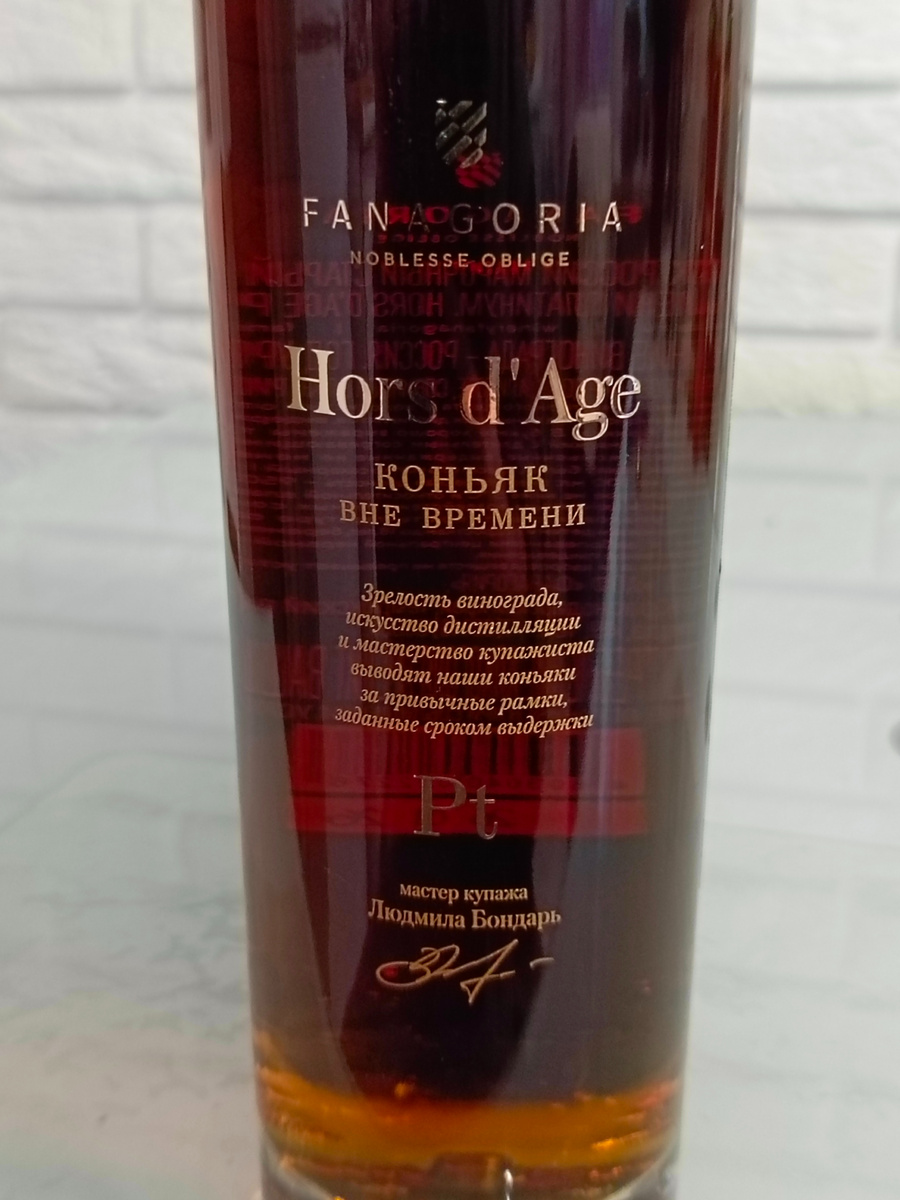 FANAGORIA
NOBLESSE OBLIGE
Hors d'Age
КОНЬЯК
ВНЕ ВРЕМЕНИ
Зрелость винограда,
искусство дистилляции
и мастерство купажиста
выводят наши коньяки
за привычные рамки,
заданные сроком выдержки
Pt
мастер купажа
Людмила Бондарь